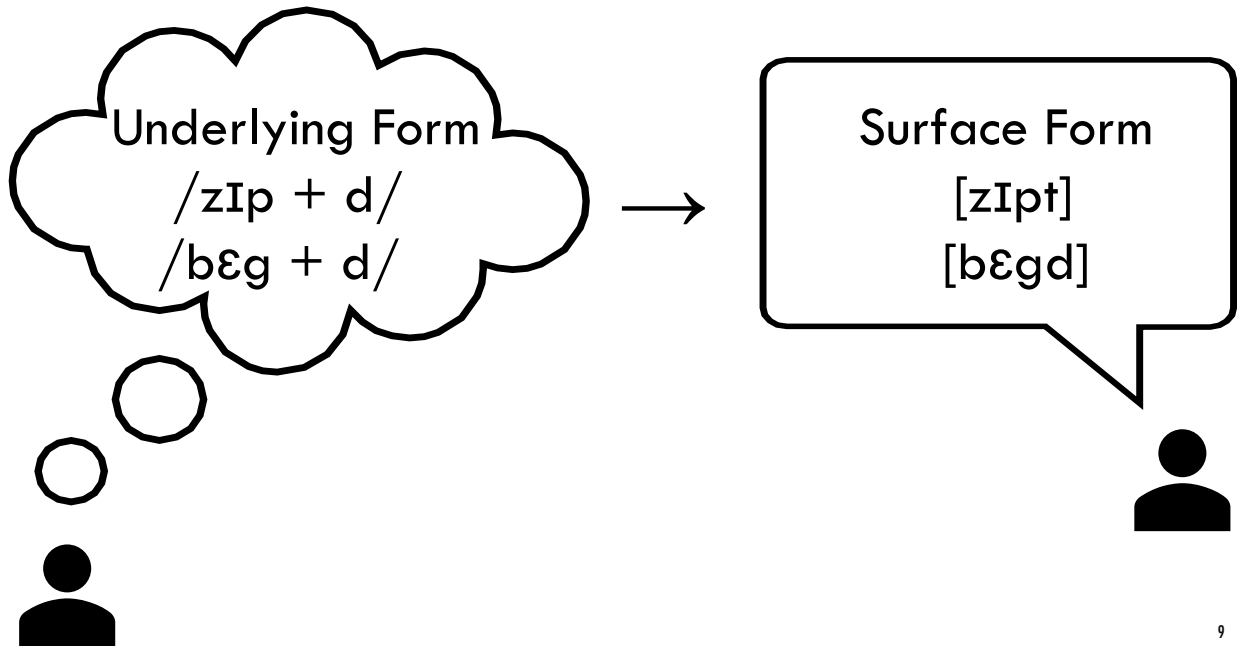 Underlying Form
/zɪp + d/
/bɛg + d/
→
Surface Form
[zɪpt]
[bɛgd]
9